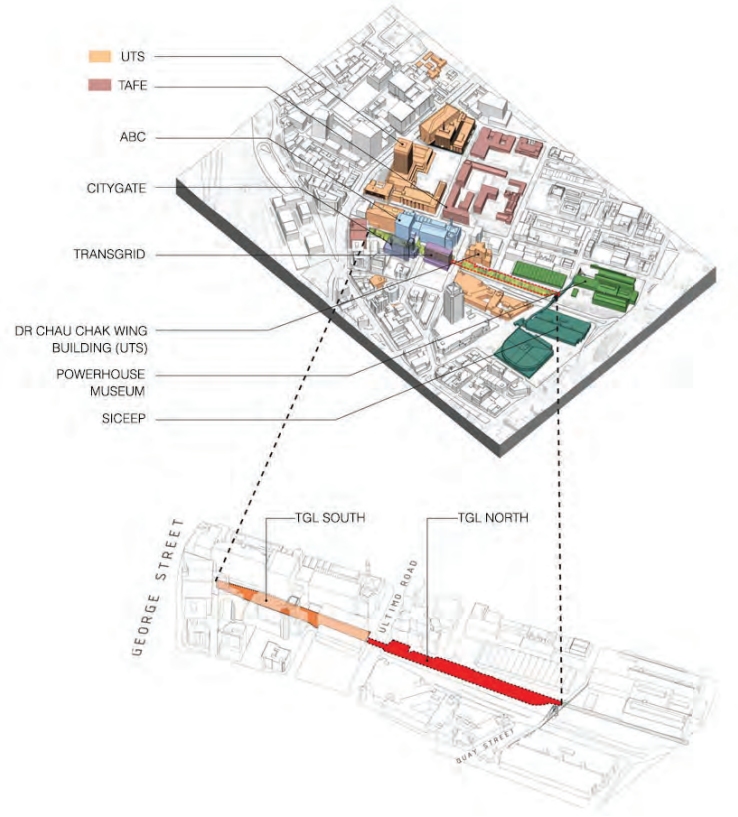 UTS
TAFE
ABC
CITYGATE
TRANSGRID
DR CHAU CHAK WING
BUILDING (UTS)
POWERHOUSE
MUSEUM
SICEEP
TGL SOUTH
TGL NORTH
GEORGE STREET
ULTIMO ROAD
QUAY STREET